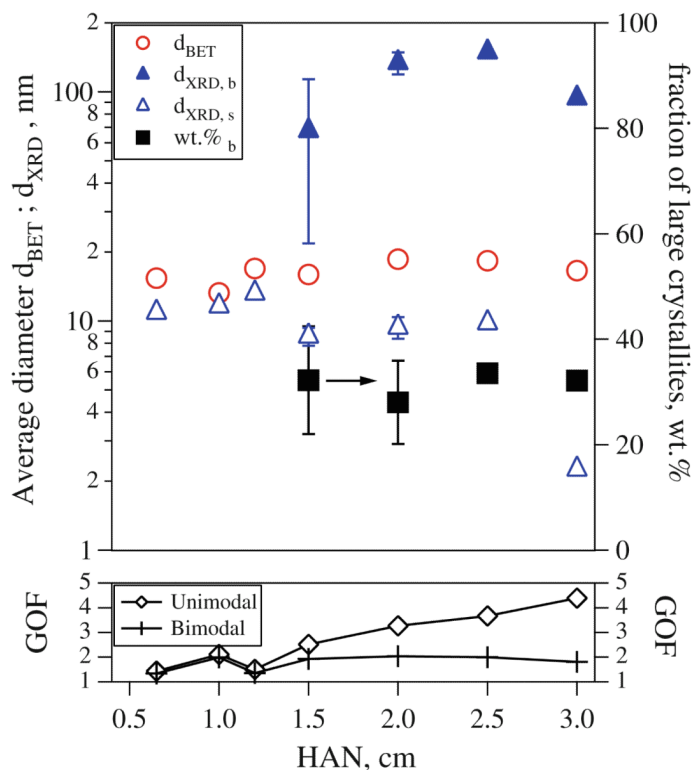 Average diameter d_BET ; d_XRD , nm
2
100
8
6
4
2
10
8
6
4
2
1
d_BET
d_XRD, b
d_XRD, s
wt.% b
100
80
60
40
20
0
fraction of large crystallites, wt.%
GOF
5
4
3
2
1
Unimodal
Bimodal
5
4
3
2
1
GOF
0.5 1.0 1.5 2.0 2.5 3.0
HAN, cm